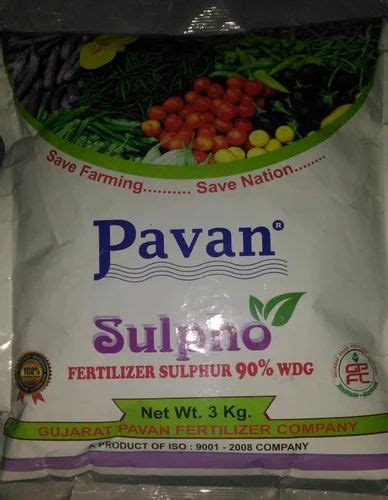 Save Farming.......... Save Nation........
Pavan®
Sulpho
FERTILIZER SULPHUR 90% WDG
100%
Net Wt. 3 Kg.
GUJARAT PAVAN FERTILIZER COMPANY
A PRODUCT OF ISO : 9001 - 2008 COMPANY